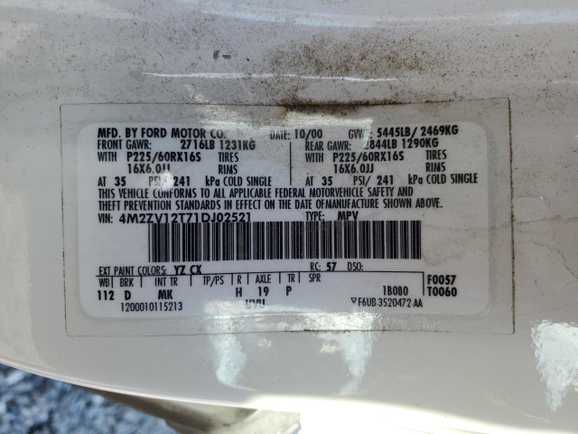 MFD. BY FORD MOTOR CO. DATE: 10/00 GVWR: 5445LB/ 2469KG
FRONT GAWR: 2716LB 1231KG REAR GAWR: 2844LB 1290KG
WITH P225/60RX16S TIRES WITH P225/60RX16S TIRES
16X6.0JJ RIMS 16X6.0JJ RIMS
AT 35 PSI/ 241 kPa COLD SINGLE AT 35 PSI/ 241 kPa COLD SINGLE
THIS VEHICLE CONFORMS TO ALL APPLICABLE FEDERAL MOTOR VEHICLE SAFETY AND
THEFT PREVENTION STANDARDS IN EFFECT ON THE DATE OF MANUFACTURE SHOWN ABOVE.
VIN: 4M2ZV12T71DJ02521 TYPE: MPV
EXT PAINT COLORS: YZ CX RC: 57 DSO:
WB BRK INT TR TP/PS R AXLE TR SPR F0057
112 D MK H 19 P 1B080 T0060
1200010115213 UVU F6UB 3520472 AA